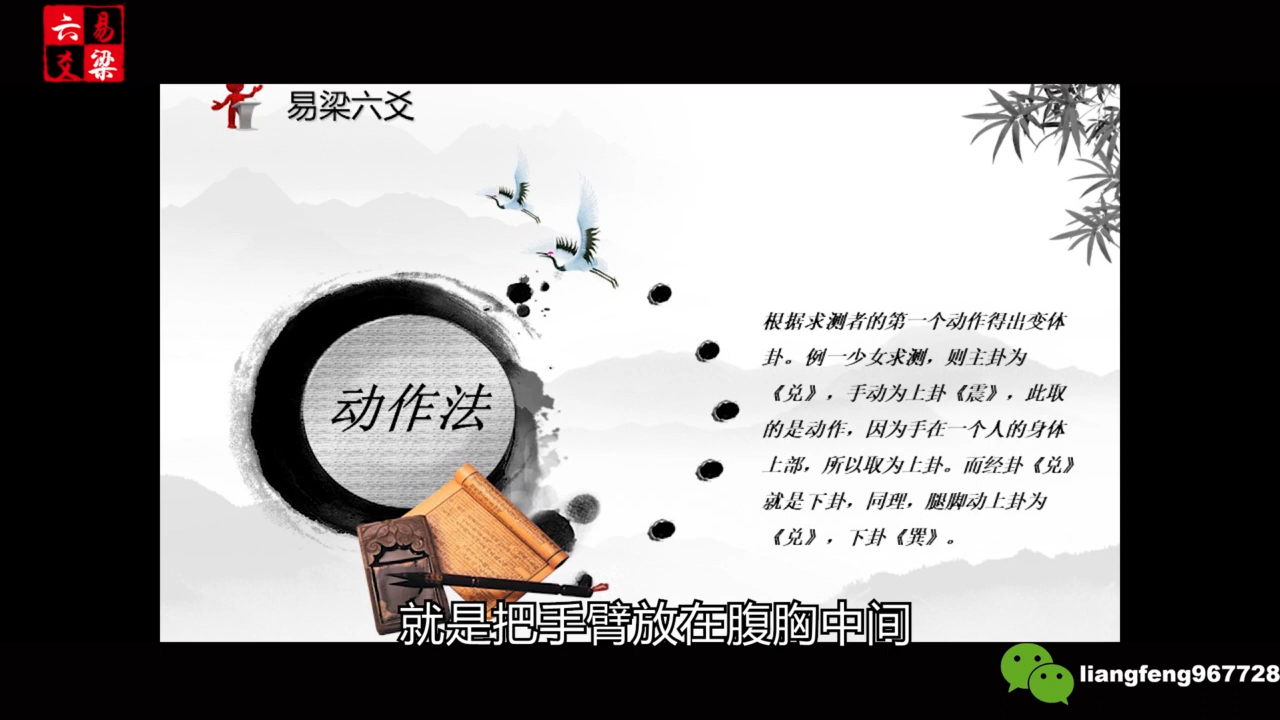 六易
爻梁
易梁六爻
动作法
根据求测者的第一个动作得出变体
卦。例一少女求测，则主卦为
《兑》，手动为上卦《震》，此取
的是动作，因为手在一个人的身体
上部，所以取为上卦。而经卦《兑》
就是下卦，同理，腿脚动上卦为
《兑》，下卦《巽》。
就是把手臂放在腹胸中间
liangfeng967728